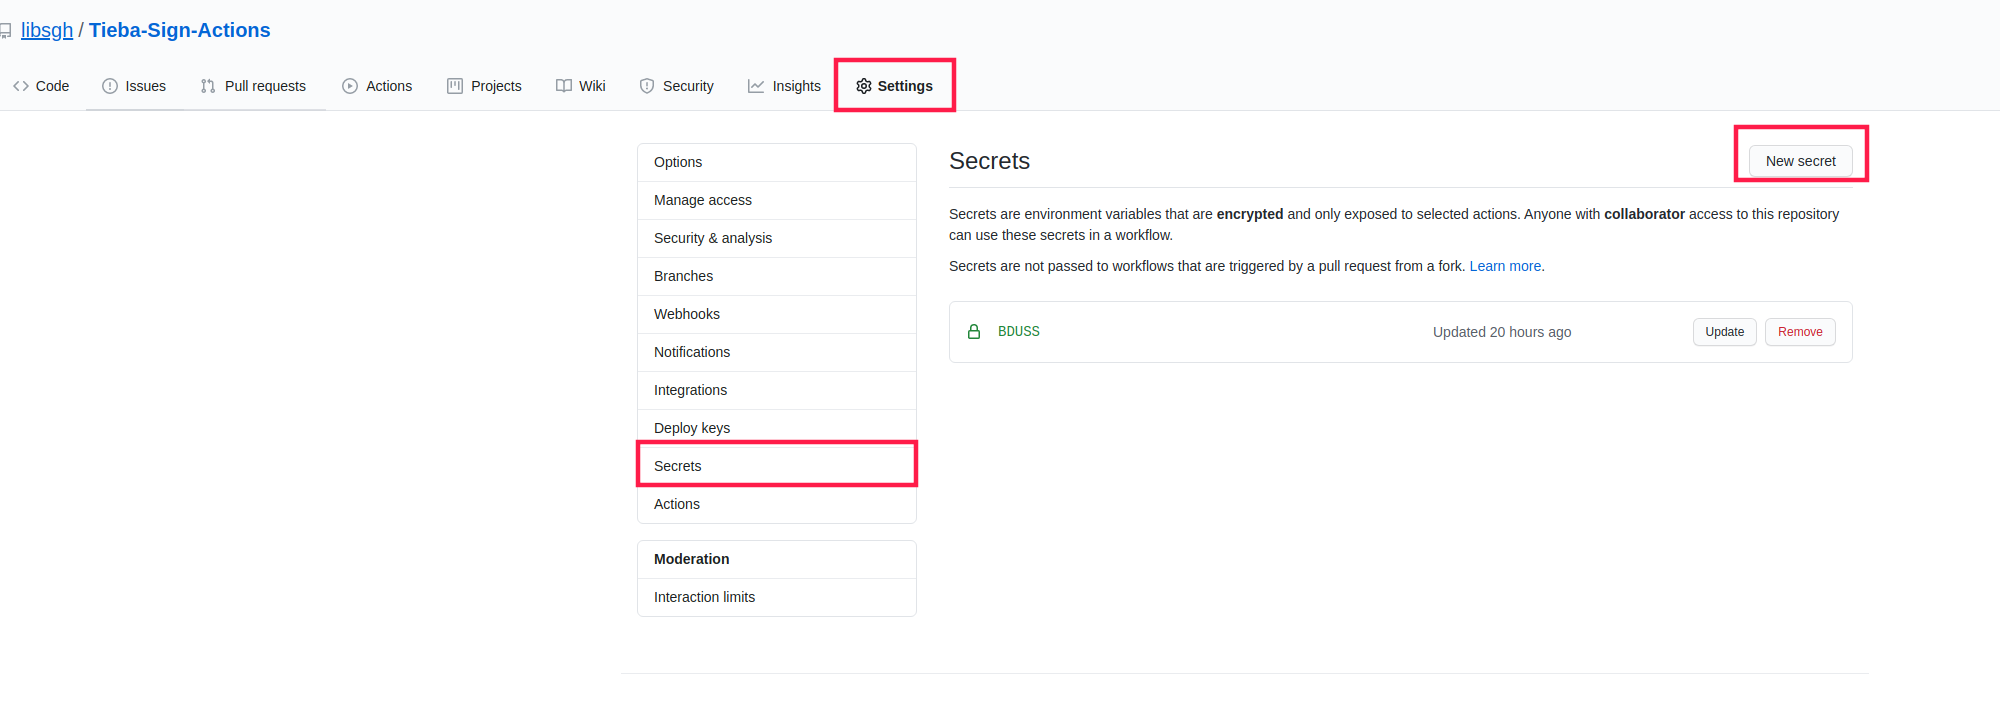 libsgh / Tieba-Sign-Actions
Code Issues Pull requests Actions Projects Wiki Security Insights Settings
Options
Manage access
Security & analysis
Branches
Webhooks
Notifications
Integrations
Deploy keys
Secrets
Actions
Moderation
Interaction limits
Secrets
New secret
Secrets are environment variables that are encrypted and only exposed to selected actions. Anyone with collaborator access to this repository
can use these secrets in a workflow.
Secrets are not passed to workflows that are triggered by a pull request from a fork. Learn more.
BDUSS Updated 20 hours ago Update Remove